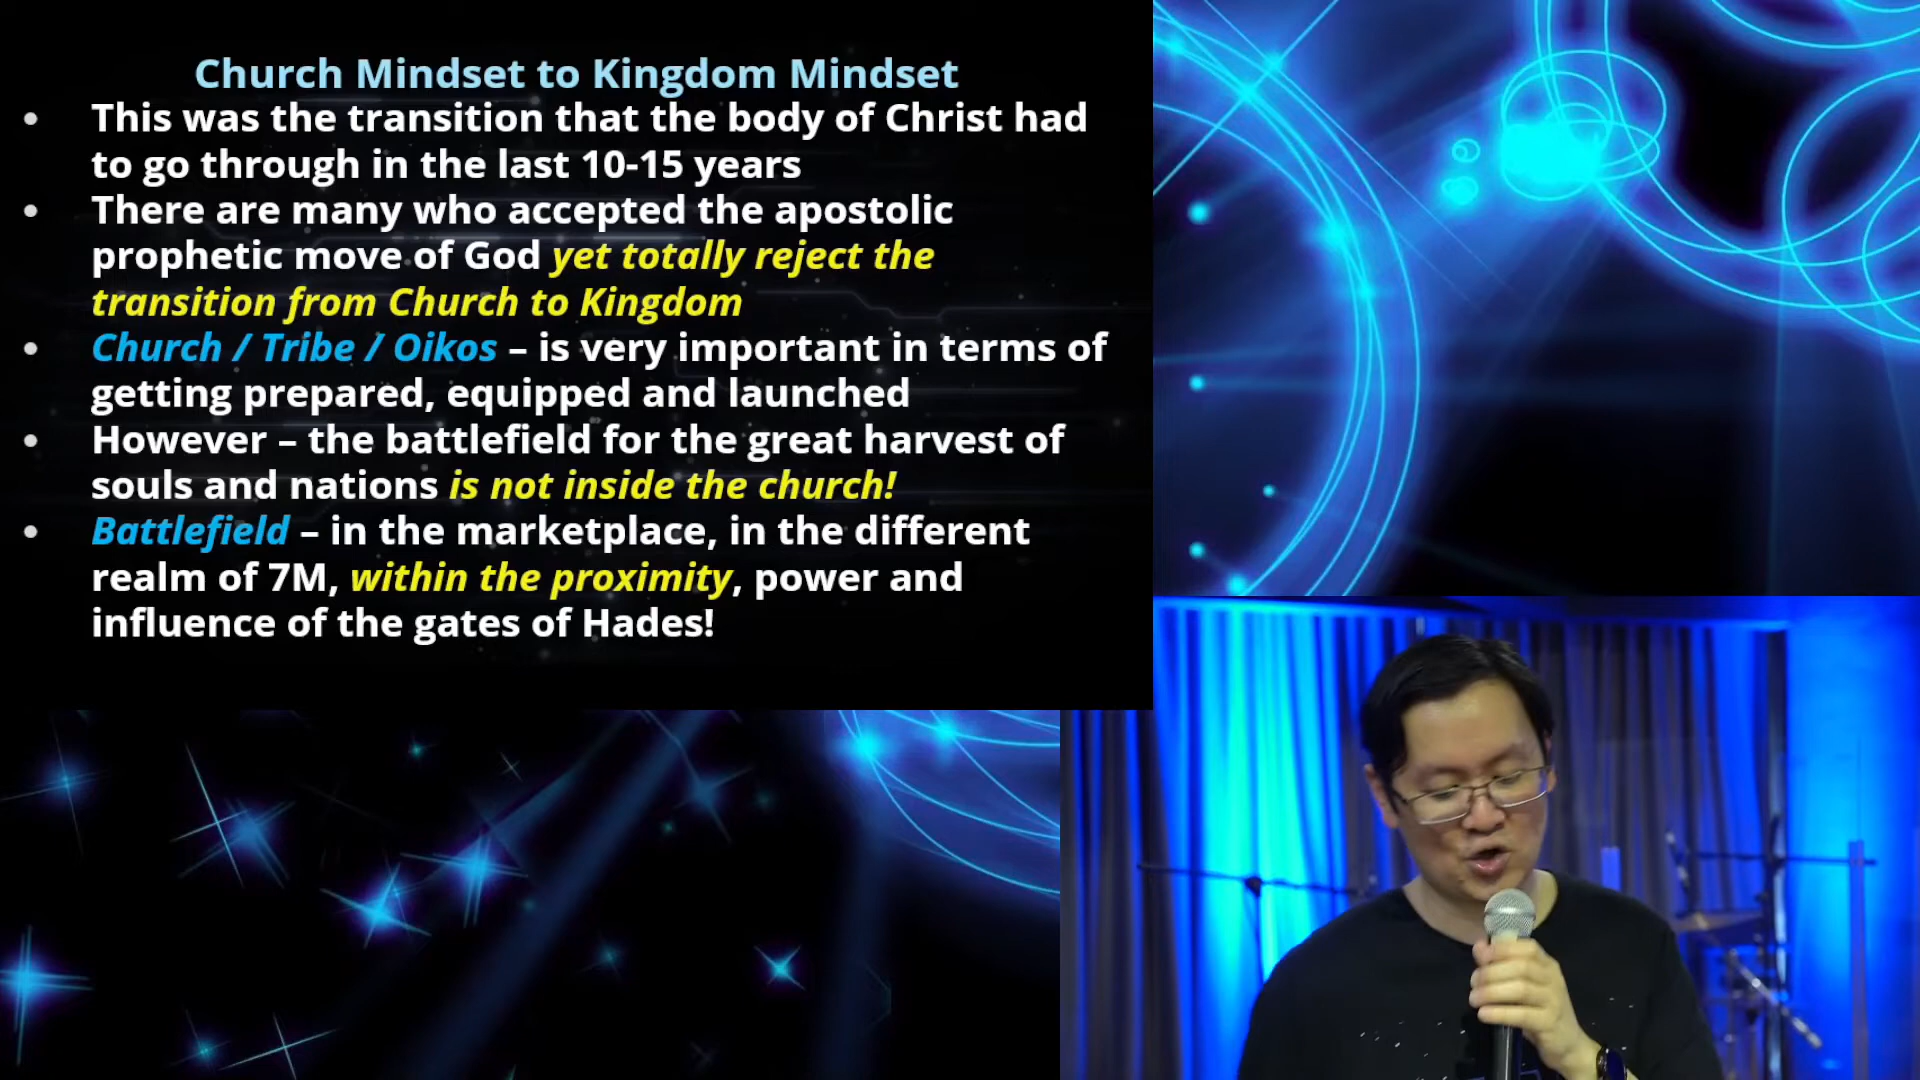 Church Mindset to Kingdom Mindset
• This was the transition that the body of Christ had
to go through in the last 10-15 years
• There are many who accepted the apostolic
prophetic move of God yet totally reject the
transition from Church to Kingdom
• Church / Tribe / Oikos – is very important in terms of
getting prepared, equipped and launched
• However – the battlefield for the great harvest of
souls and nations is not inside the church!
• Battlefield – in the marketplace, in the different
realm of 7M, within the proximity, power and
influence of the gates of Hades!